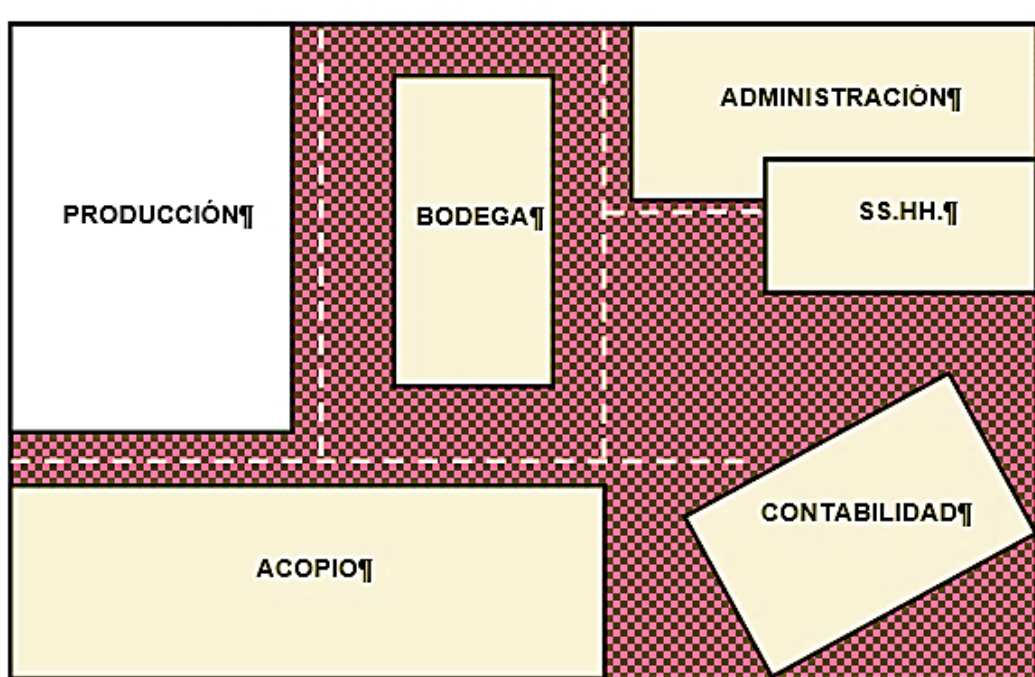 ADMINISTRACIÓN¶
PRODUCCIÓN¶
BODEGA¶
SS.HH.¶
CONTABILIDAD¶
ACOPIO¶